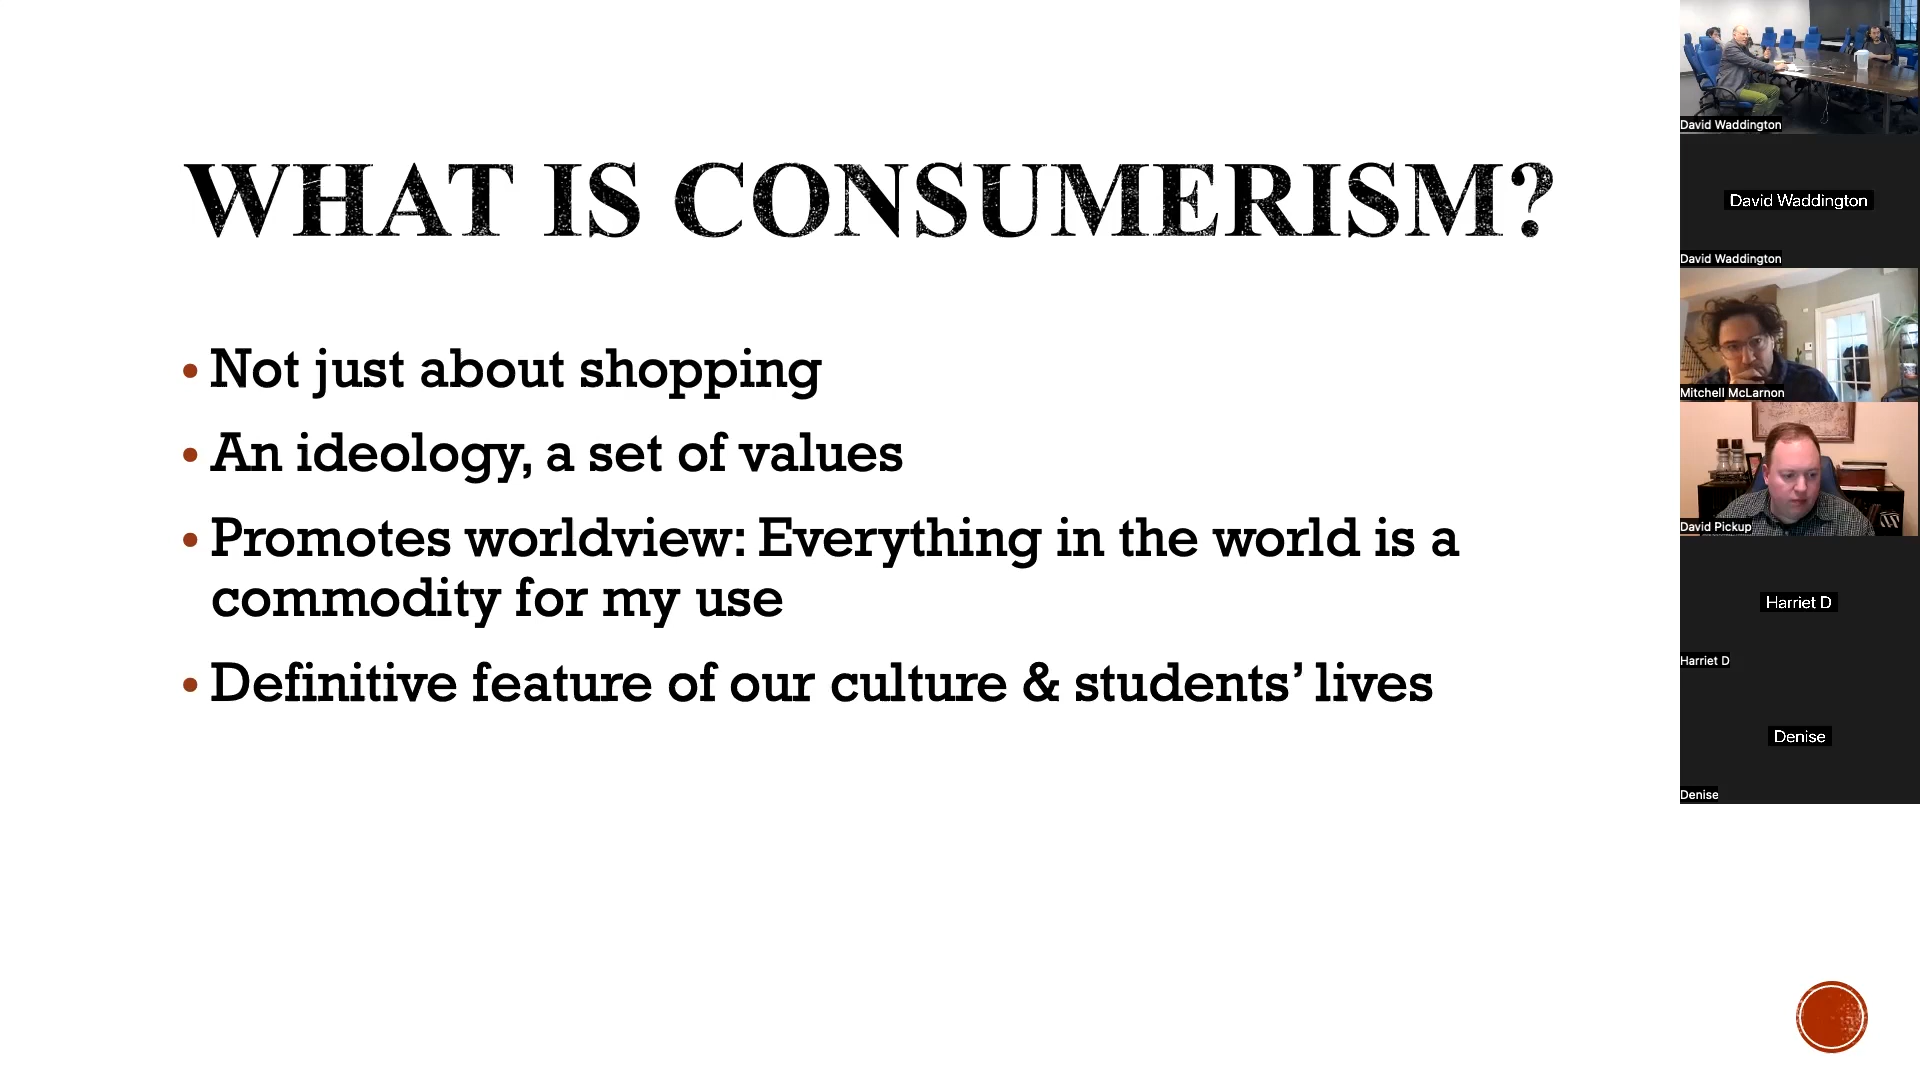 WHAT IS CONSUMERISM?
• Not just about shopping
• An ideology, a set of values
• Promotes worldview: Everything in the world is a
commodity for my use
• Definitive feature of our culture & students’ lives
David Waddington
David Waddington
David Waddington
Mitchell McLarnon
David Pickup
Harriet D
Harriet D
Denise
Denise